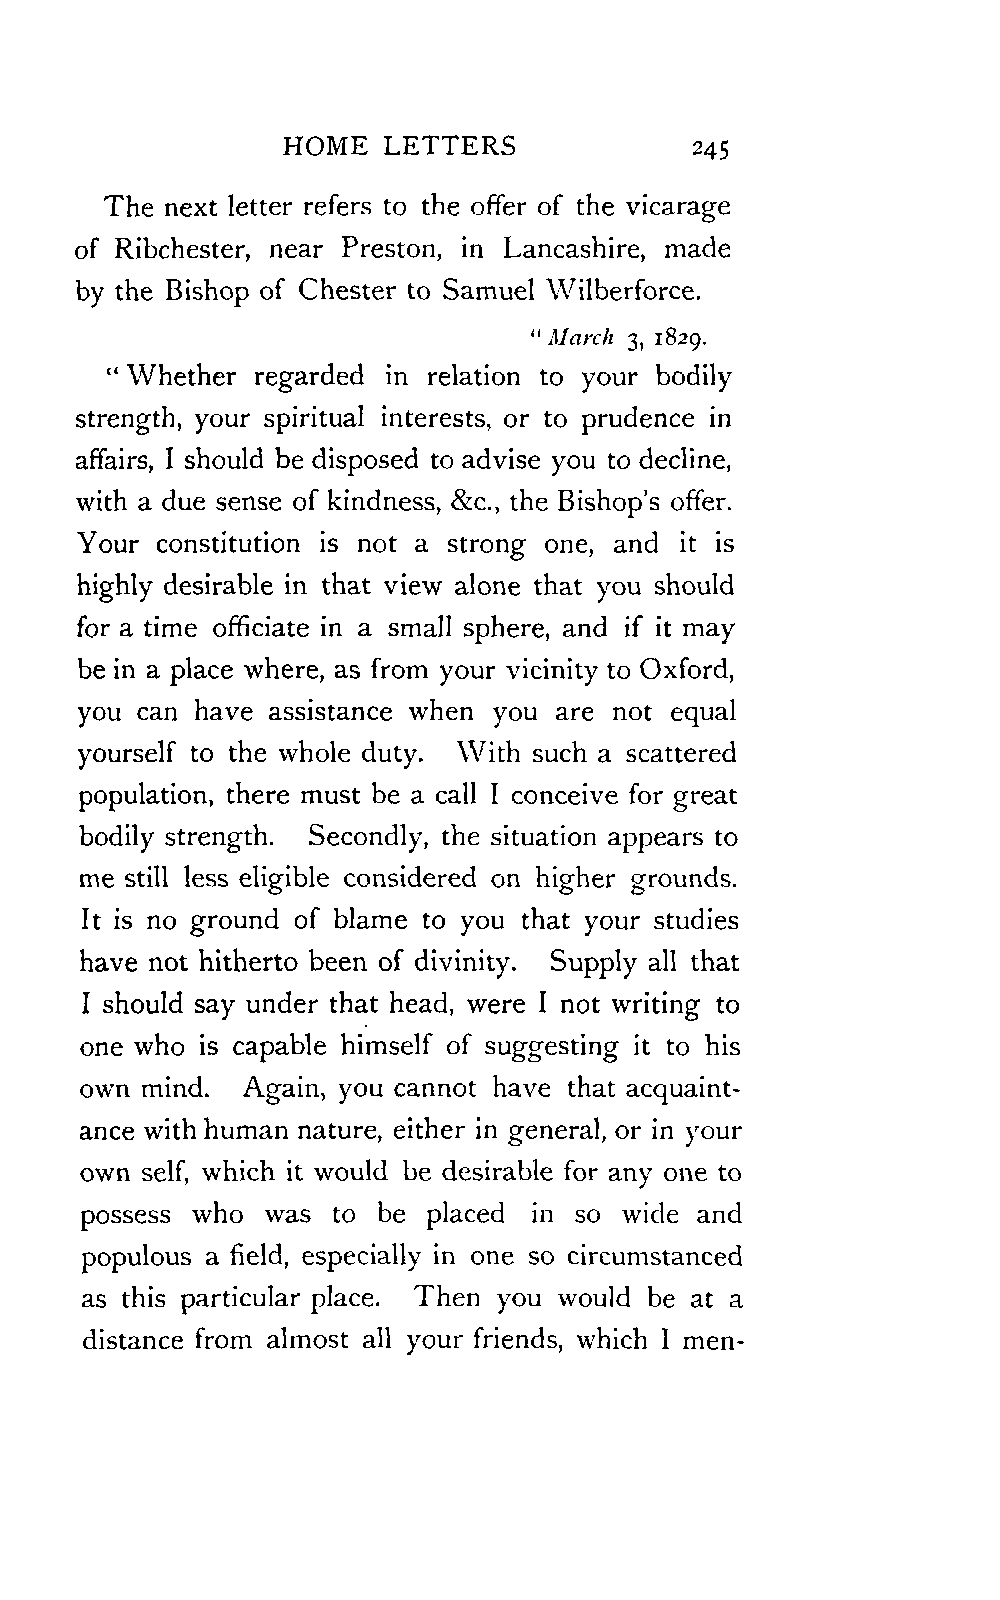 HOME LETTERS 245
The next letter refers to the offer of the vicarage
of Ribchester, near Preston, in Lancashire, made
by the Bishop of Chester to Samuel Wilberforce.
"March 3, 1829.
"Whether regarded in relation to your bodily
strength, your spiritual interests, or to prudence in
affairs, I should be disposed to advise you to decline,
with a due sense of kindness, &c., the Bishop's offer.
Your constitution is not a strong one, and it is
highly desirable in that view alone that you should
for a time officiate in a small sphere, and if it may
be in a place where, as from your vicinity to Oxford,
you can have assistance when you are not equal
yourself to the whole duty. With such a scattered
population, there must be a call I conceive for great
bodily strength. Secondly, the situation appears to
me still less eligible considered on higher grounds.
It is no ground of blame to you that your studies
have not hitherto been of divinity. Supply all that
I should say under that head, were I not writing to
one who is capable himself of suggesting it to his
own mind. Again, you cannot have that acquaint-
ance with human nature, either in general, or in your
own self, which it would be desirable for any one to
possess who was to be placed in so wide and
populous a field, especially in one so circumstanced
as this particular place. Then you would be at a
distance from almost all your friends, which I men-